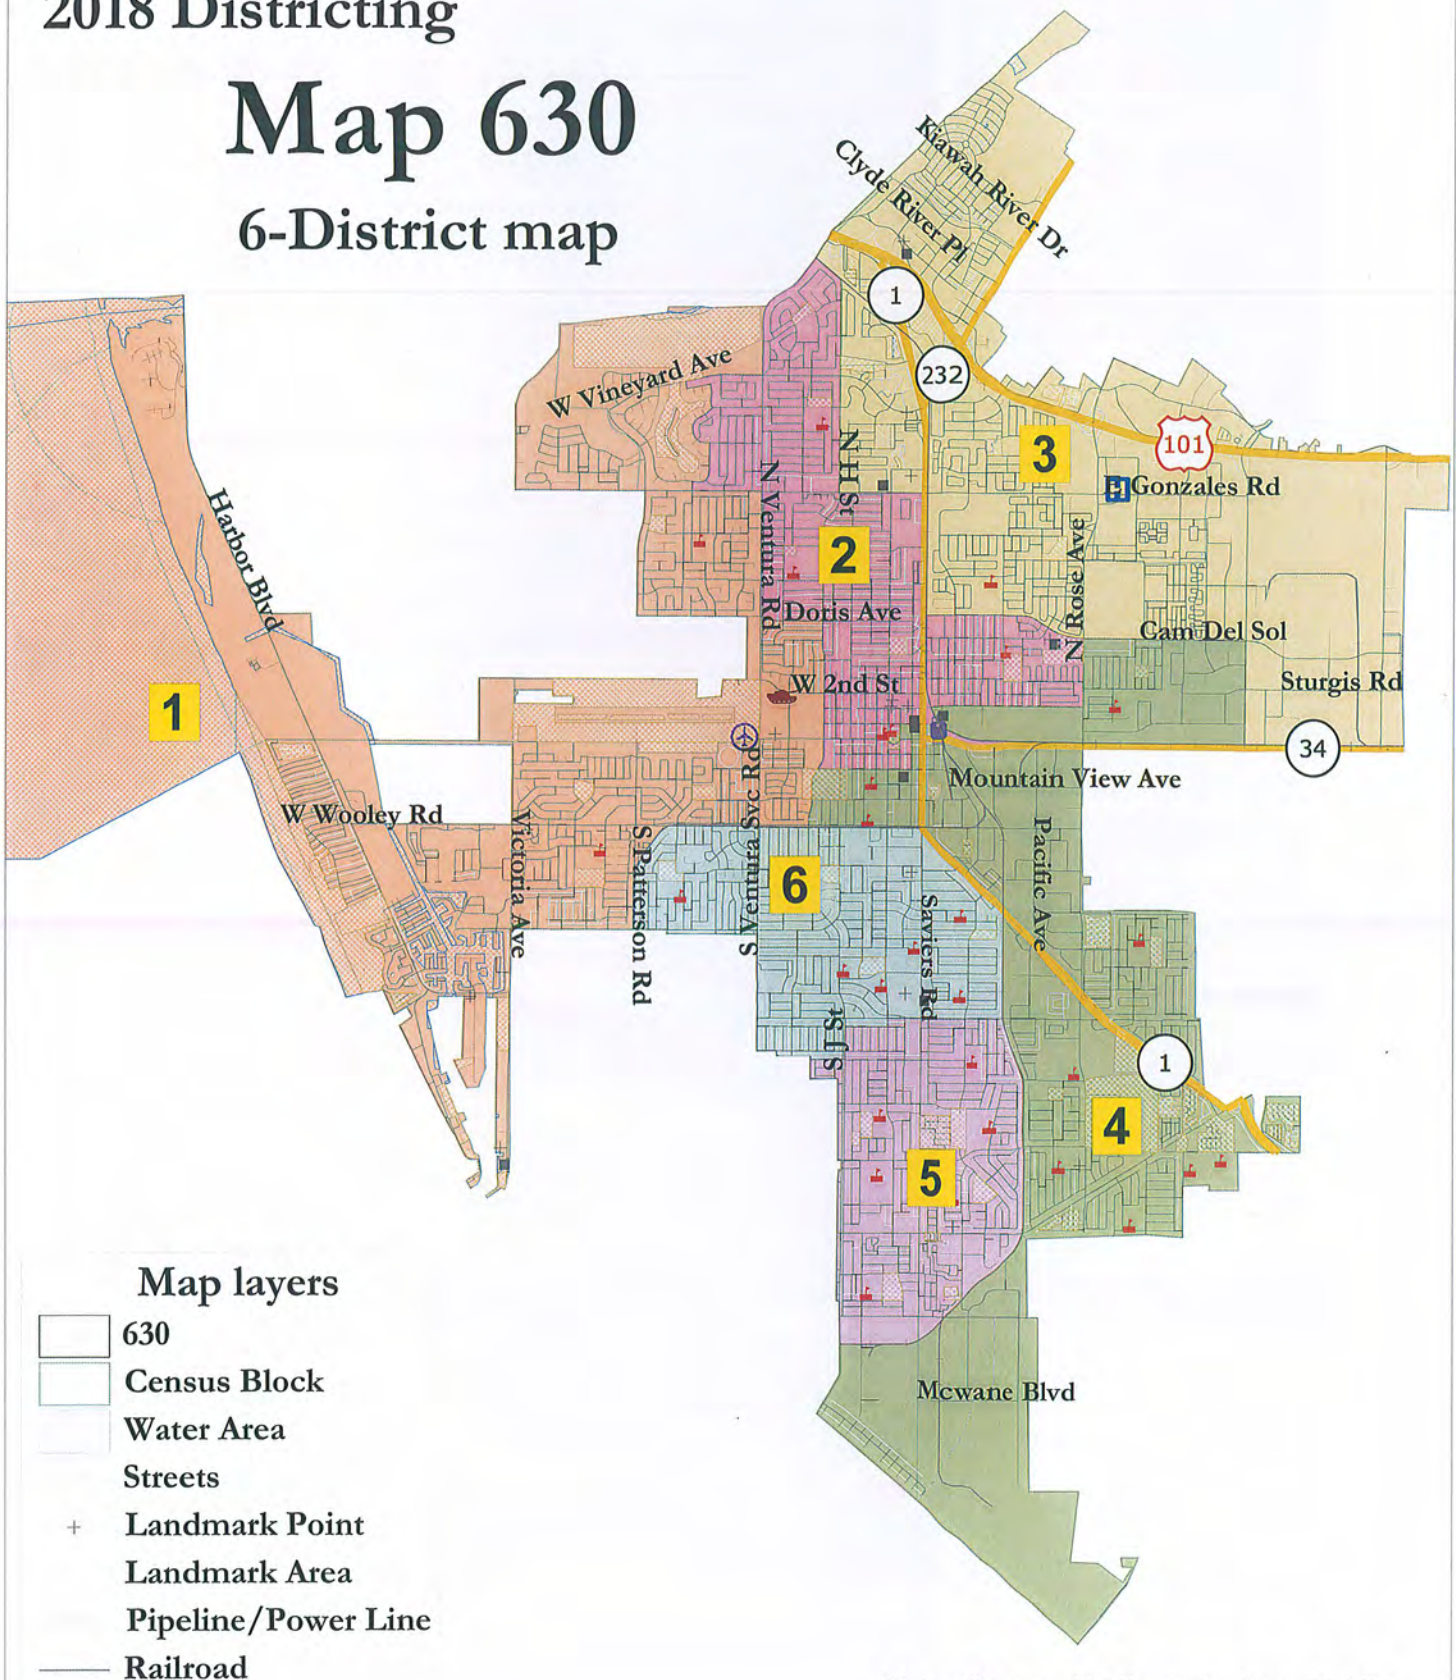 2018 Districting
Map 630
6-District map
Kiawah River Dr
Clyde River Pl
1
232
W Vineyard Ave
101
3
N H St
H
E Gonzales Rd
N Ventura Rd
Harbor Blvd
N Rose Ave
2
Doris Ave
Cam Del Sol
W 2nd St
Sturgis Rd
1
34
Mountain View Ave
S Ventura Svc Rd
W Wooley Rd
Victoria Ave
S Patterson Rd
Pacific Ave
6
Saviers Rd
S J St
1
4
5
Map layers
630
Mcwane Blvd
Census Block
Water Area
Streets
Landmark Point
Landmark Area
Pipeline/Power Line
Railroad